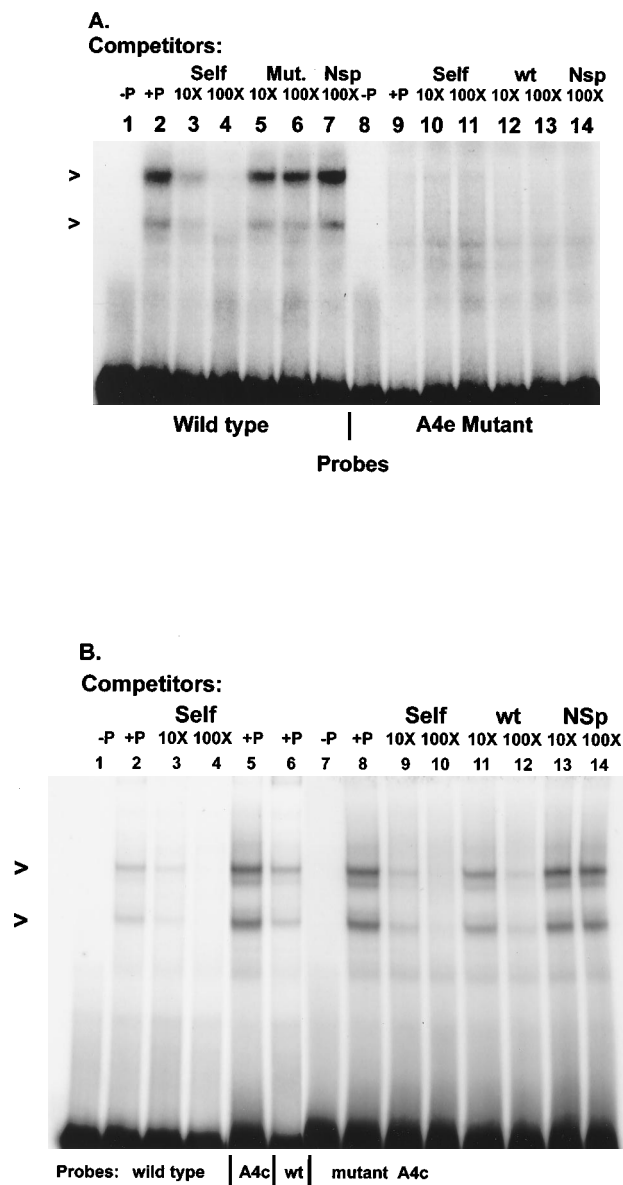 A.
Competitors:
Self Mut. Nsp Self wt Nsp
-P +P 10X 100X 10X 100X 100X -P +P 10X 100X 10X 100X 100X
1 2 3 4 5 6 7 8 9 10 11 12 13 14
>
>
Wild type | A4e Mutant
Probes
B.
Competitors:
Self Self wt NSp
-P +P 10X 100X +P +P -P +P 10X 100X 10X 100X 10X 100X
1 2 3 4 5 6 7 8 9 10 11 12 13 14
>
>
Probes: wild type | A4c | wt | mutant A4c